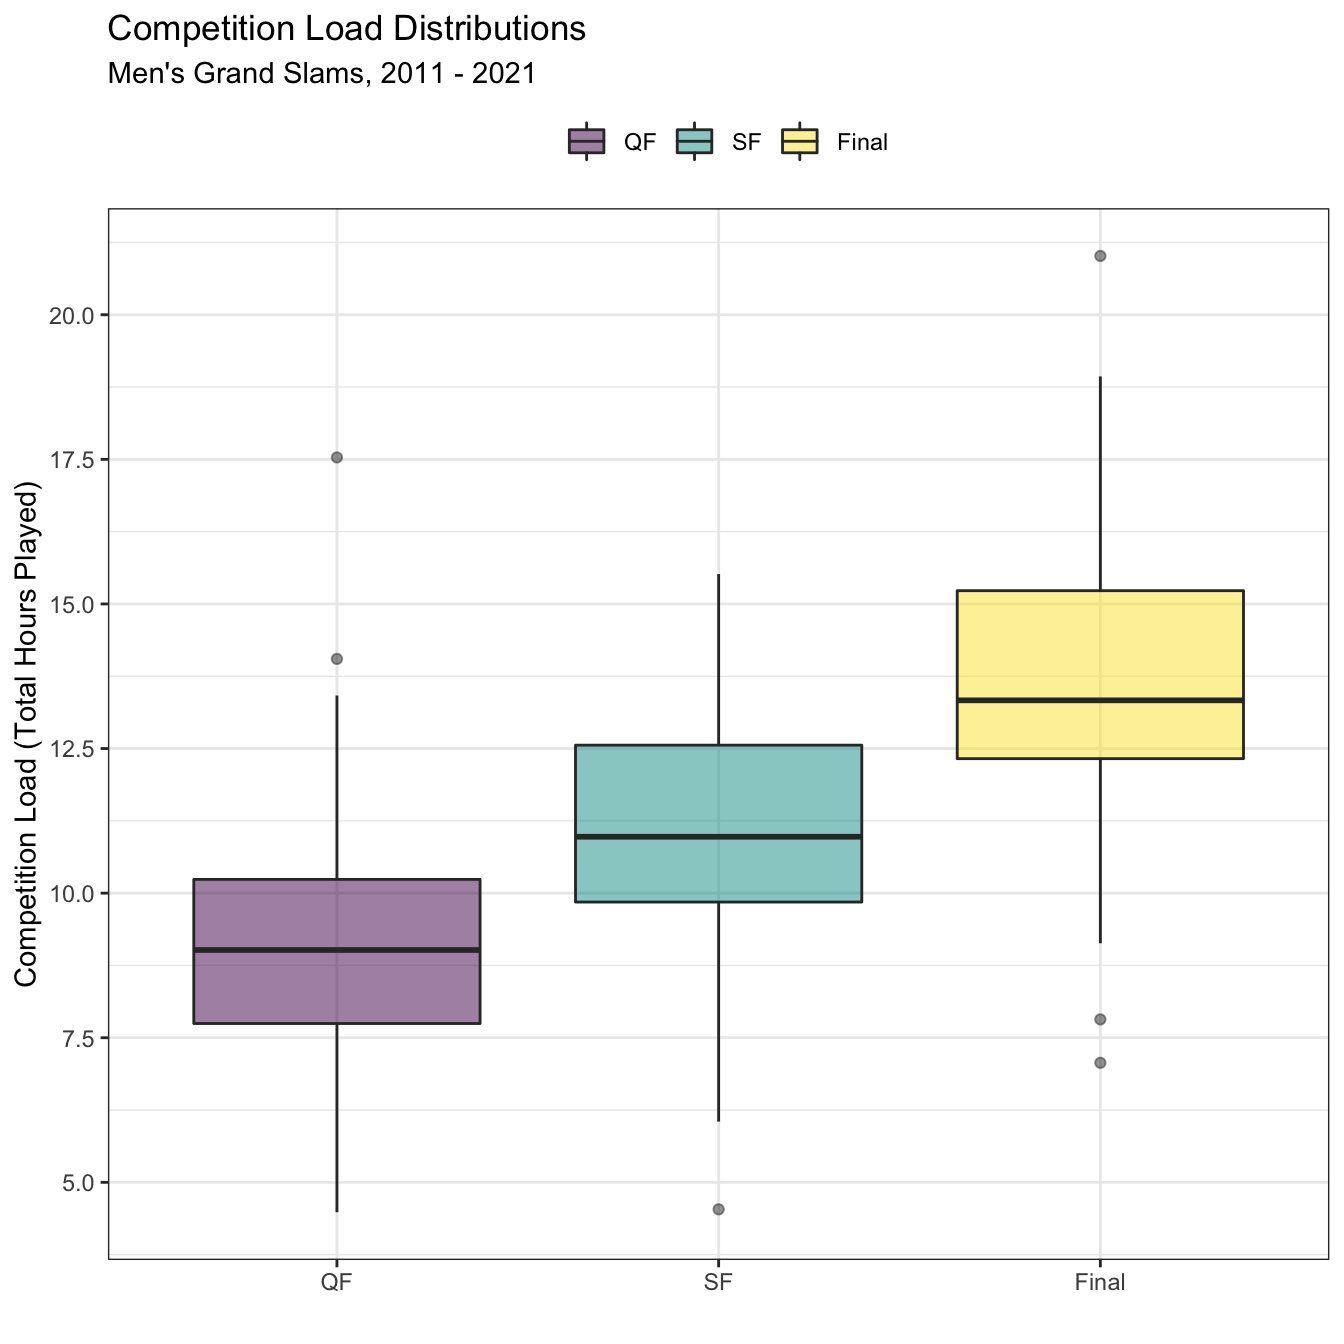 Competition Load Distributions
Men's Grand Slams, 2011 - 2021
QF SF Final
Competition Load (Total Hours Played)
20.0
17.5
15.0
12.5
10.0
7.5
5.0
QF SF Final